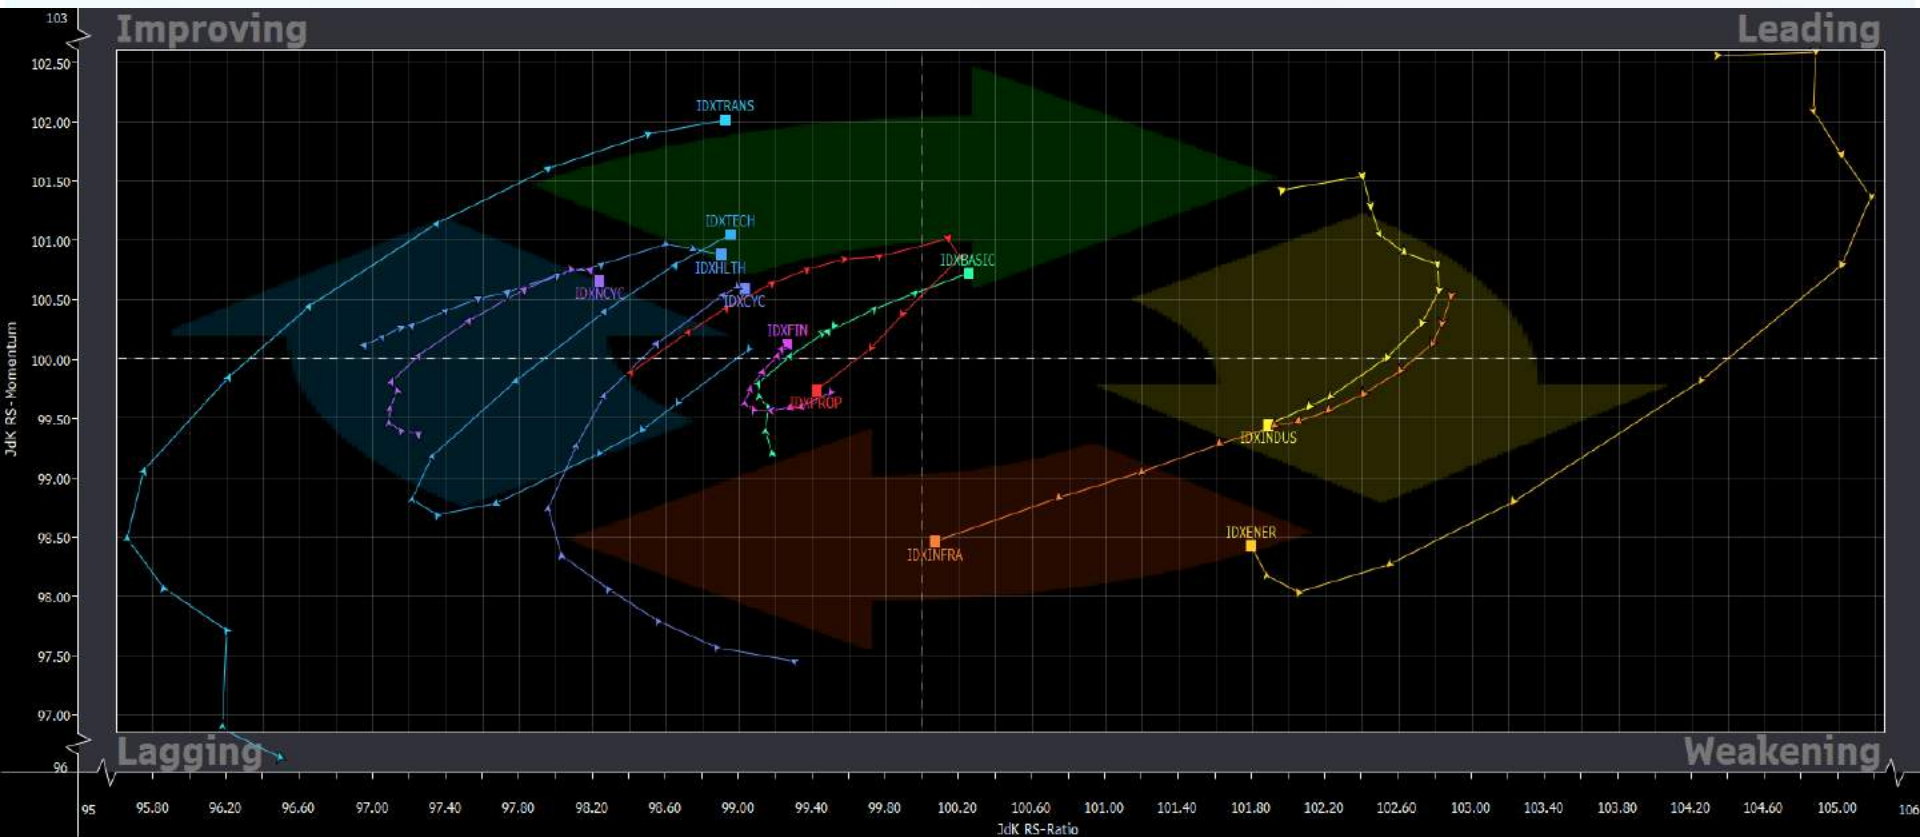 103
Improving
Leading
102.50
102.00
101.50
101.00
100.50
100.00
99.50
99.00
98.50
98.00
97.50
97.00
96
JdK RS-Momentum
IDXTRANS
IDXTECH
IDXHLTH
IDXBASIC
IDXNCYC
IDXCYC
IDXFIN
IDXPROP
IDXINDUS
IDXENER
IDXINFRA
Lagging
Weakening
95
95.80
96.20
96.60
97.00
97.40
97.80
98.20
98.60
99.00
99.40
99.80
100.20
100.60
101.00
101.40
101.80
102.20
102.60
103.00
103.40
103.80
104.20
104.60
105.00
106
JdK RS-Ratio